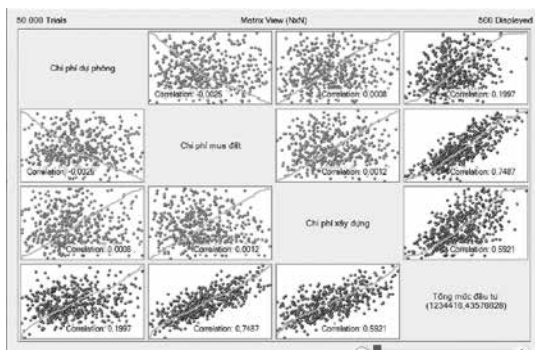 50.000 Trials Matrix View (NxN) 500 Displayed
Chi phí dự phòng
Correlation: -0,0025
Correlation: 0,0008
Correlation: 0,1997
Correlation: -0,0025
Chi phí mua đất
Correlation: 0,0012
Correlation: 0,7487
Correlation: 0,0008
Correlation: 0,0012
Chi phí xây dựng
Correlation: 0,5921
Correlation: 0,1997
Correlation: 0,7487
Correlation: 0,5921
Tổng mức đầu tư
(1234416,43570828)